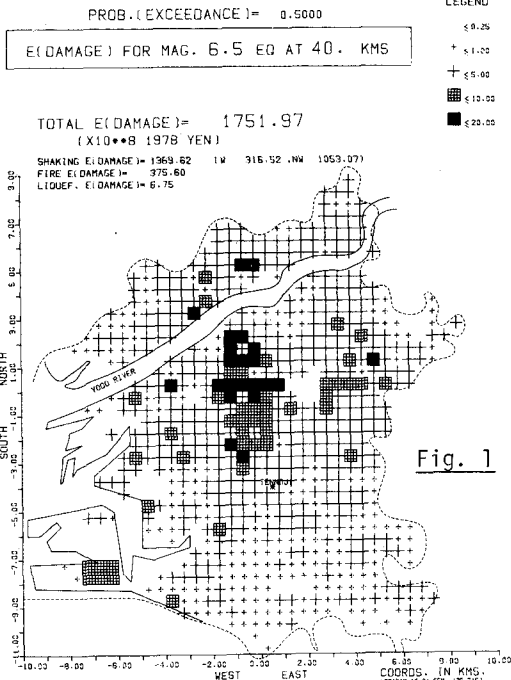 PROB.(EXCEEDANCE)= 0.5000
E(DAMAGE) FOR MAG. 6.5 EQ AT 40. KMS
LEGEND
≤ 0.25
+ ≤ 1.20
+ ≤ 5.00
≤ 10.00
≤ 20.00
TOTAL E(DAMAGE)= 1751.97
(X10**8 1978 YEN)
SHAKING E(DAMAGE)= 1369.62 (W 316.52 ,NW 1053.07)
FIRE E(DAMAGE)= 375.60
LIQUEF. E(DAMAGE)= 6.75
YODO RIVER
TENNOJI
Fig. 1
NORTH
SOUTH
9.00
7.00
5.00
3.00
1.00
-1.00
-3.00
-5.00
-7.00
-9.00
-11.00
-10.00 -8.00 -6.00 -4.00 -2.00 0.00 2.00 4.00 6.00 8.00 10.00
WEST EAST
COORDS. IN KMS.